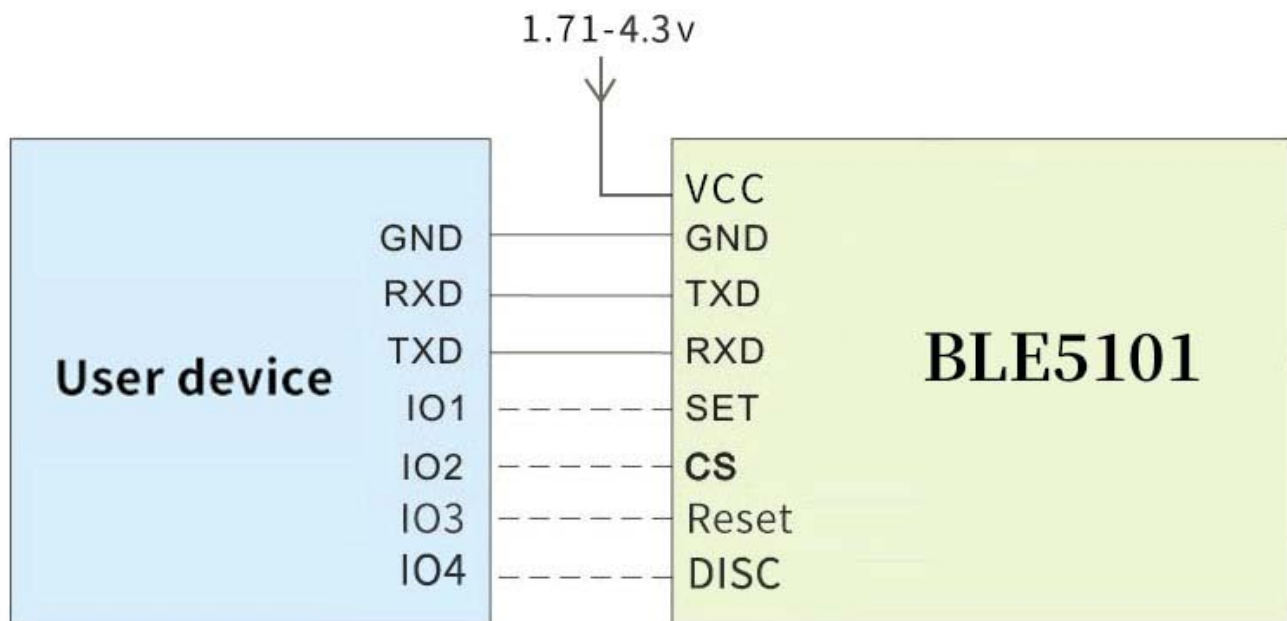 1.71-4.3v
VCC
GND GND
RXD TXD
TXD RXD
User device BLE5101
IO1 SET
IO2 CS
IO3 Reset
IO4 DISC